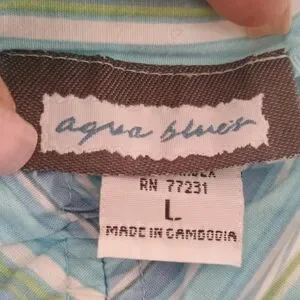 aqua blues
RN 77231
L
MADE IN CAMBODIA